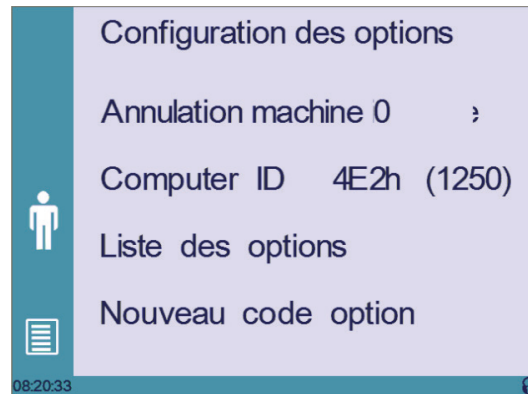 Configuration des options
Annulation machine 0
Computer ID 4E2h (1250)
Liste des options
Nouveau code option
08:20:33